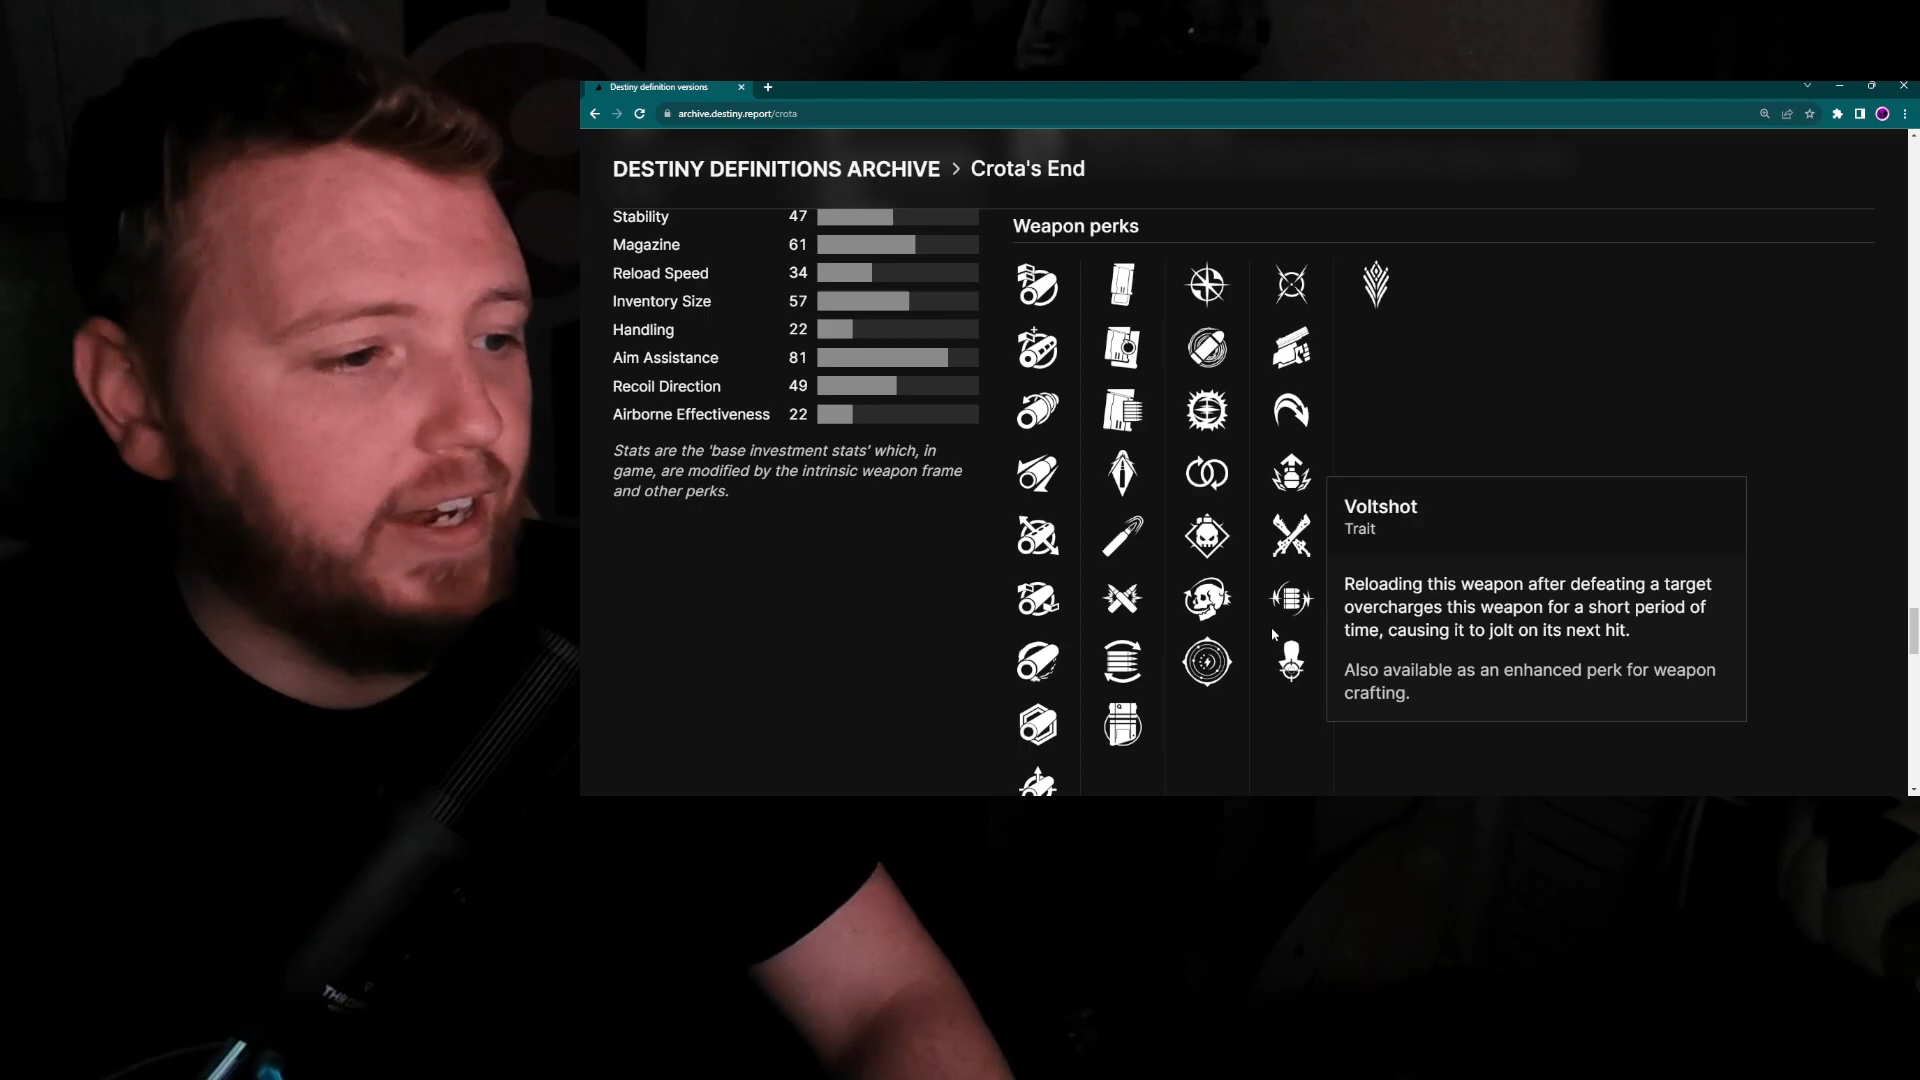 Destiny definition versions
archive.destiny.report/crota
DESTINY DEFINITIONS ARCHIVE > Crota's End
Stability 47
Magazine 61
Reload Speed 34
Inventory Size 57
Handling 22
Aim Assistance 81
Recoil Direction 49
Airborne Effectiveness 22
Stats are the 'base investment stats' which, in
game, are modified by the intrinsic weapon frame
and other perks.
Weapon perks
Voltshot
Trait
Reloading this weapon after defeating a target
overcharges this weapon for a short period of
time, causing it to jolt on its next hit.
Also available as an enhanced perk for weapon
crafting.